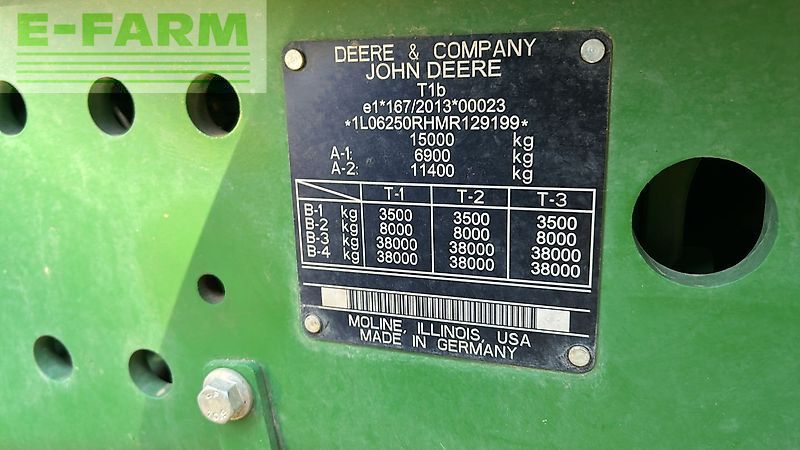 E-FARM
DEERE & COMPANY
JOHN DEERE
T1b
e1*167/2013*00023
*1L06250RHMR129199*
15000 kg
A-1: 6900 kg
A-2: 11400 kg
T-1 T-2 T-3
B-1 kg 3500 3500 3500
B-2 kg 8000 8000 8000
B-3 kg 38000 38000 38000
B-4 kg 38000 38000 38000
MOLINE, ILLINOIS, USA
MADE IN GERMANY